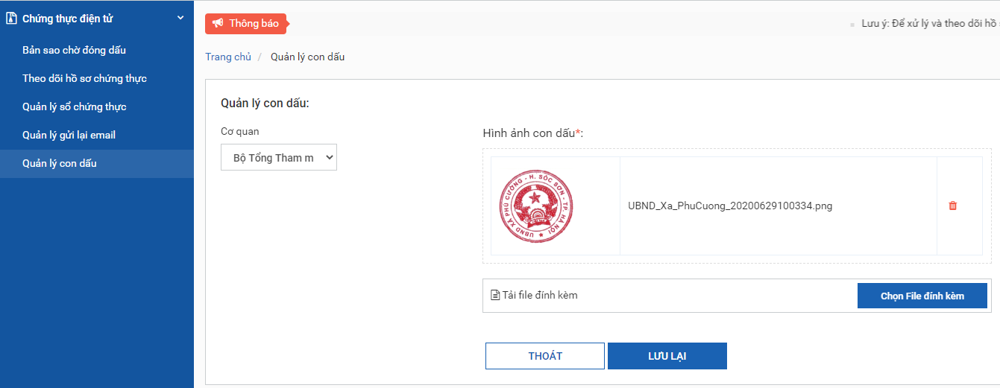 Chứng thực điện tử
Thông báo
Lưu ý: Để xử lý và theo dõi hồ
Bản sao chờ đóng dấu
Trang chủ / Quản lý con dấu
Theo dõi hồ sơ chứng thực
Quản lý sổ chứng thực
Quản lý gửi lại email
Quản lý con dấu
Quản lý con dấu:
Cơ quan
Bộ Tổng Tham m
Hình ảnh con dấu*:
UBND XÃ PHÚ CƯỜNG - H. SÓC SƠN - TP. HÀ NỘI
UBND_Xa_PhuCuong_20200629100334.png
Tải file đính kèm
Chọn File đính kèm
THOÁT
LƯU LẠI